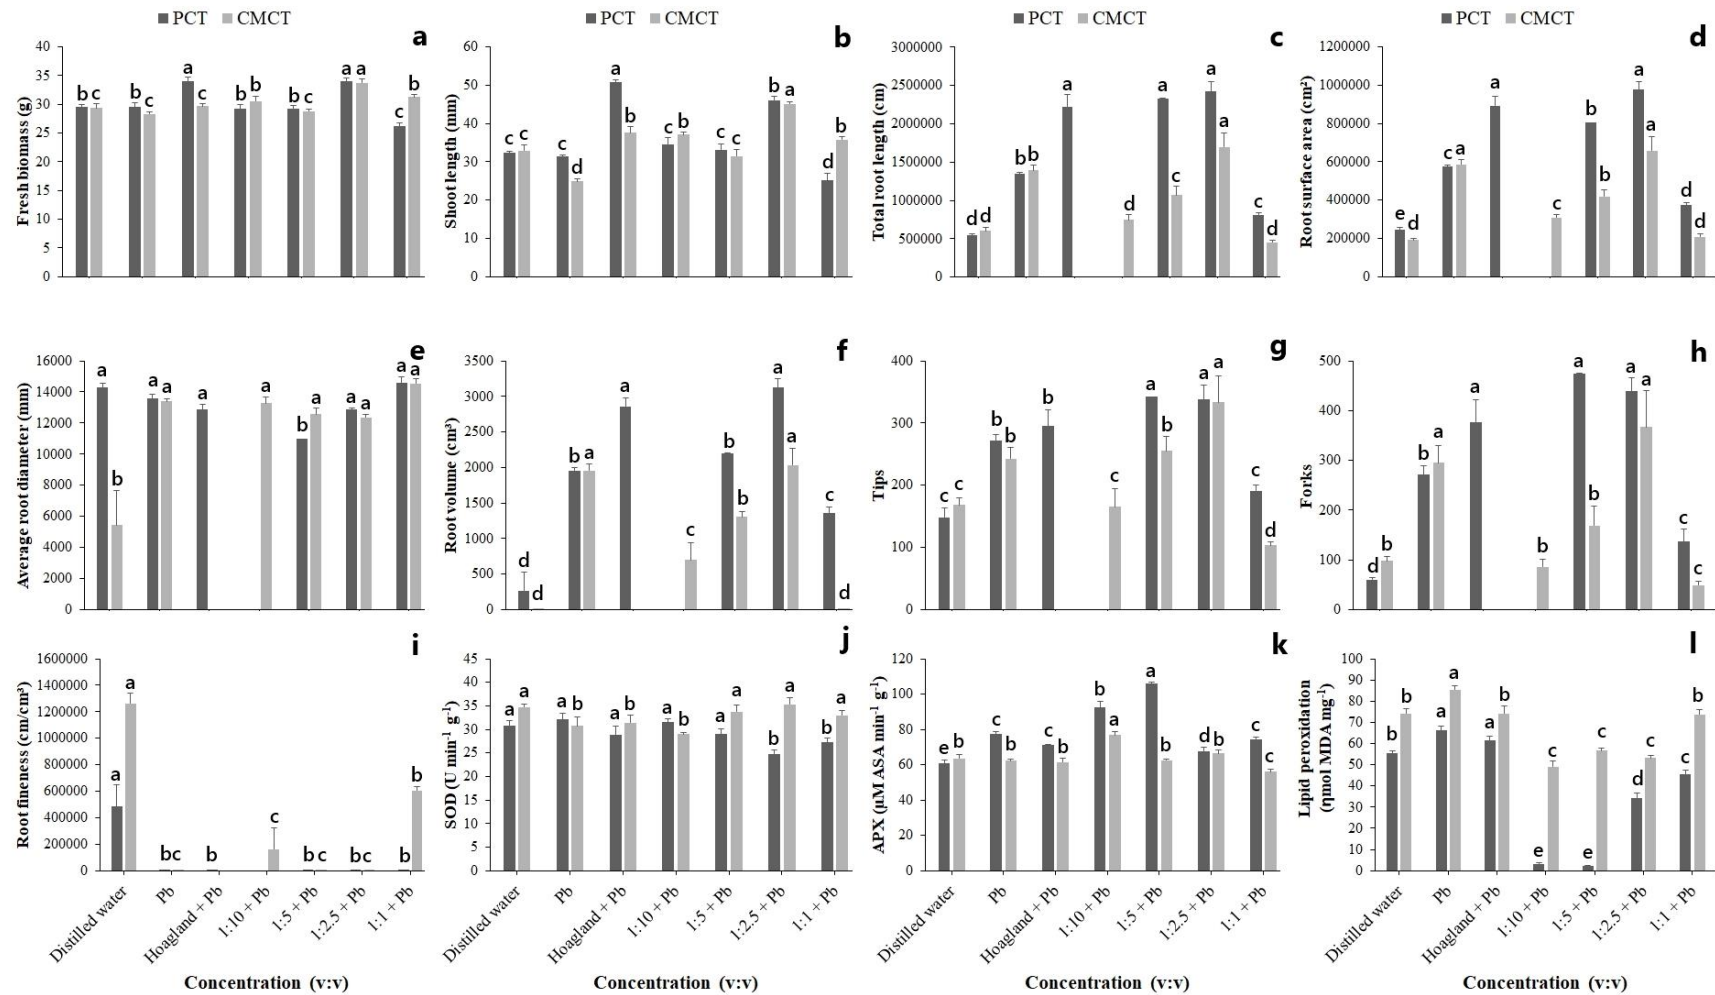 PCT CMCT
PCT CMCT
PCT CMCT
PCT CMCT
a
Fresh biomass (g)
40
35
30
25
20
15
10
5
0
b c b c a c b b b c a a c b
b
Shoot length (mm)
60
50
40
30
20
10
0
c c c d a b c b c c b a d b
c
Total root length (cm)
3000000
2500000
2000000
1500000
1000000
500000
0
d d b b a d a c a a c d
d
Root surface area (cm²)
1200000
1000000
800000
600000
400000
200000
0
e d c a a c b b a a d d
e
Average root diameter (mm)
16000
14000
12000
10000
8000
6000
4000
2000
0
a b a a a a b a a a a a
f
Root volume (cm³)
3500
3000
2500
2000
1500
1000
500
0
d d b a a c b b a a c d
g
Tips
400
300
200
100
0
c c b b b c a b a a c d
h
Forks
500
400
300
200
100
0
d b b a a b a b a a c c
i
Root fineness (cm/cm³)
1600000
1400000
1200000
1000000
800000
600000
400000
200000
0
a a b c b c b c b c b b
Distilled water
Pb
Hoagland + Pb
1:10 + Pb
1:5 + Pb
1:2.5 + Pb
1:1 + Pb
Concentration (v:v)
j
SOD (U min⁻¹ g⁻¹)
45
40
35
30
25
20
15
10
5
0
a a a b a b a b a a b a b a
Distilled water
Pb
Hoagland + Pb
1:10 + Pb
1:5 + Pb
1:2.5 + Pb
1:1 + Pb
Concentration (v:v)
k
APX (µM ASA min⁻¹ g⁻¹)
120
100
80
60
40
20
0
e b c b c b b a a b d b c c
Distilled water
Pb
Hoagland + Pb
1:10 + Pb
1:5 + Pb
1:2.5 + Pb
1:1 + Pb
Concentration (v:v)
l
Lipid peroxidation
(ηmol MDA mg⁻¹)
100
90
80
70
60
50
40
30
20
10
0
b b a a a b e c e c d c c b
Distilled water
Pb
Hoagland + Pb
1:10 + Pb
1:5 + Pb
1:2.5 + Pb
1:1 + Pb
Concentration (v:v)